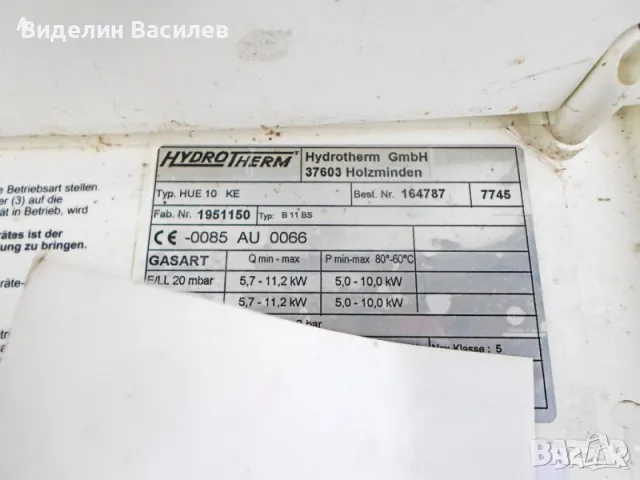 Виделин Василев
e Betriebsart stellen
er (3) auf die
ät in Betrieb, wird
rätes ist der
ung zu bringen.
räte-
HYDROTHERM
Hydrotherm GmbH
37603 Holzminden
Typ. HUE 10 KE
Best. Nr. 164787
7745
Fab. Nr. 1951150 Typ: B 11 BS
CE -0085 AU 0066
GASART Q min - max P min-max 80°-60°C
E/LL 20 mbar 5,7 - 11,2 kW 5,0 - 10,0 kW
5,7 - 11,2 kW 5,0 - 10,0 kW
bar
Klasse : 5
BAZAR